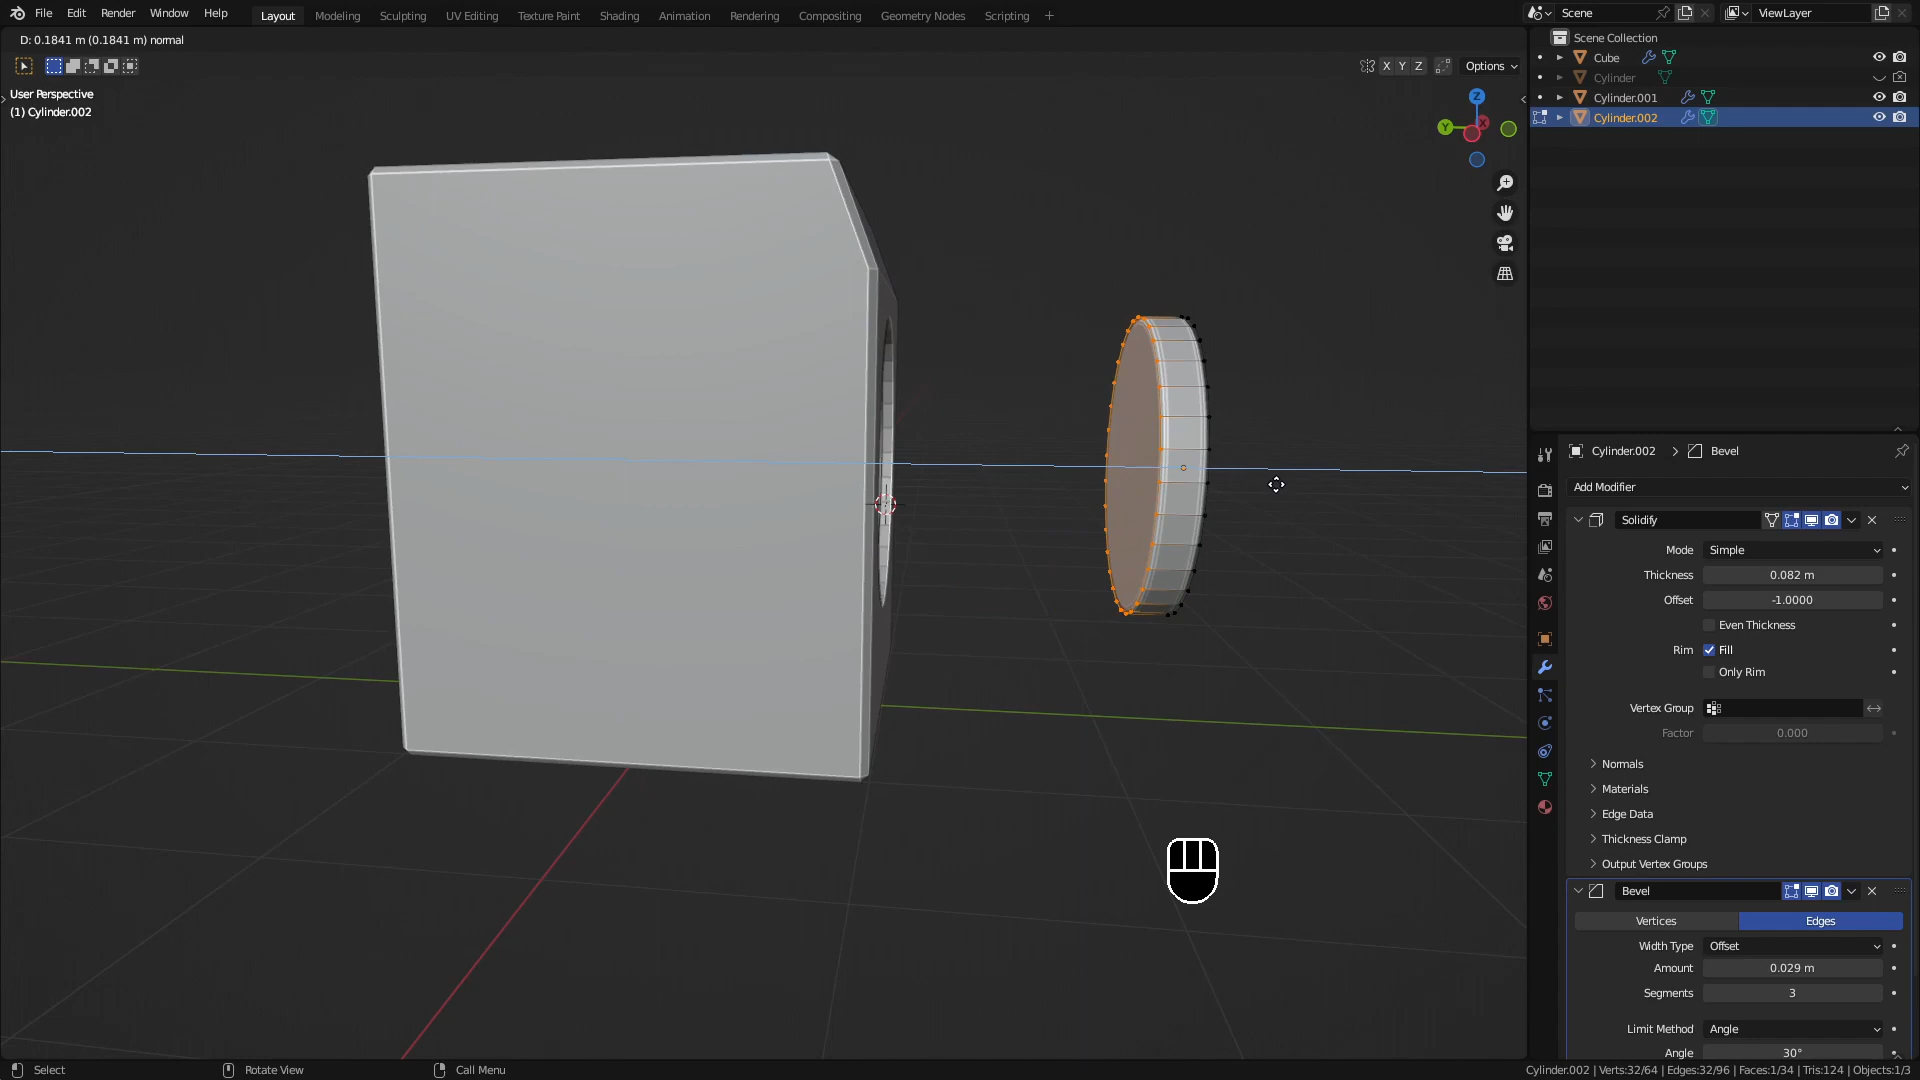 File Edit Render Window Help
Layout Modeling Sculpting UV Editing Texture Paint Shading Animation Rendering Compositing Geometry Nodes Scripting +
Scene
ViewLayer
D: 0.1841 m (0.1841 m) normal
X Y Z
Options
User Perspective
(1) Cylinder.002
Z
Y
X
Scene Collection
Cube
Cylinder
Cylinder.001
Cylinder.002
Cylinder.002 > Bevel
Add Modifier
Solidify
Mode Simple
Thickness 0.082 m
Offset -1.0000
Even Thickness
Rim Fill
Only Rim
Vertex Group
Factor 0.000
Normals
Materials
Edge Data
Thickness Clamp
Output Vertex Groups
Bevel
Vertices Edges
Width Type Offset
Amount 0.029 m
Segments 3
Limit Method Angle
Angle 30°
Select
Rotate View
Call Menu
Cylinder.002 | Verts:32/64 | Edges:32/96 | Faces:1/34 | Tris:124 | Objects:1/3